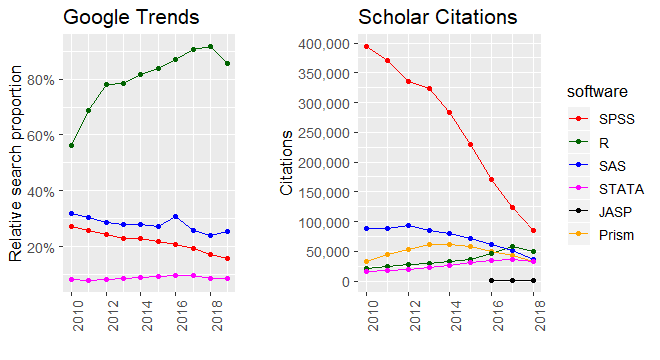 Google Trends
Relative search proportion
80%
60%
40%
20%
2010
2012
2014
2016
2018
Scholar Citations
Citations
400,000
350,000
300,000
250,000
200,000
150,000
100,000
50,000
0
2010
2012
2014
2016
2018
software
SPSS
R
SAS
STATA
JASP
Prism